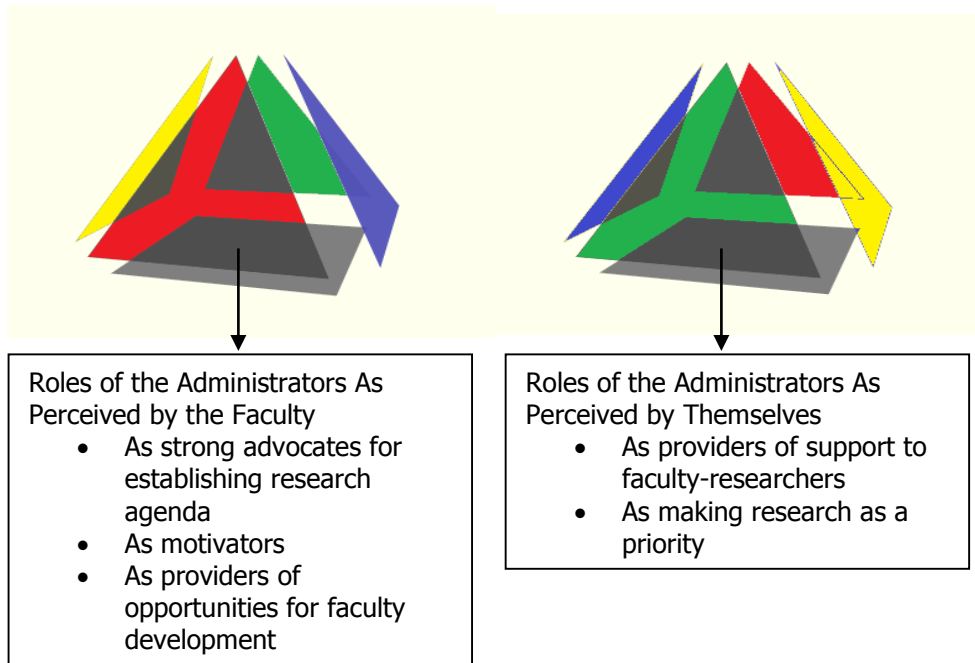 Roles of the Administrators As
Perceived by the Faculty
• As strong advocates for
establishing research
agenda
• As motivators
• As providers of
opportunities for faculty
development
Roles of the Administrators As
Perceived by Themselves
• As providers of support to
faculty-researchers
• As making research as a
priority